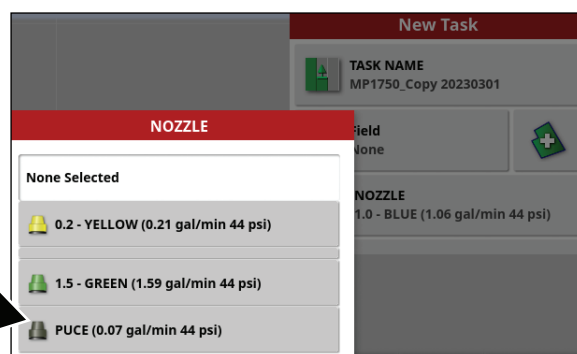 New Task
TASK NAME
MP1750_Copy 20230301
Field
None
NOZZLE
1.0 - BLUE (1.06 gal/min 44 psi)
NOZZLE
None Selected
0.2 - YELLOW (0.21 gal/min 44 psi)
1.5 - GREEN (1.59 gal/min 44 psi)
PUCE (0.07 gal/min 44 psi)